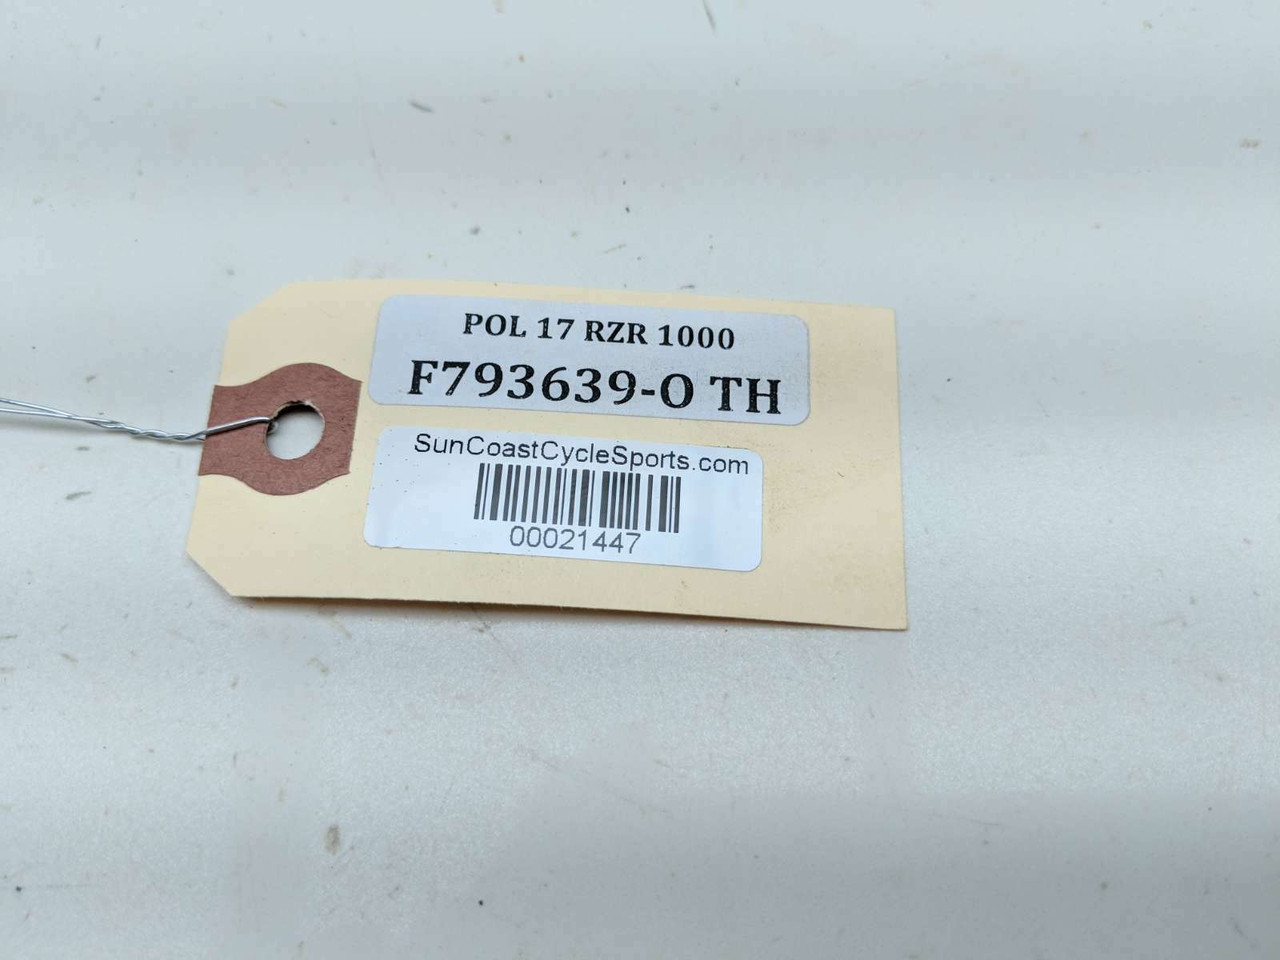 POL 17 RZR 1000
F793639-O TH
SunCoastCycleSports.com
00021447